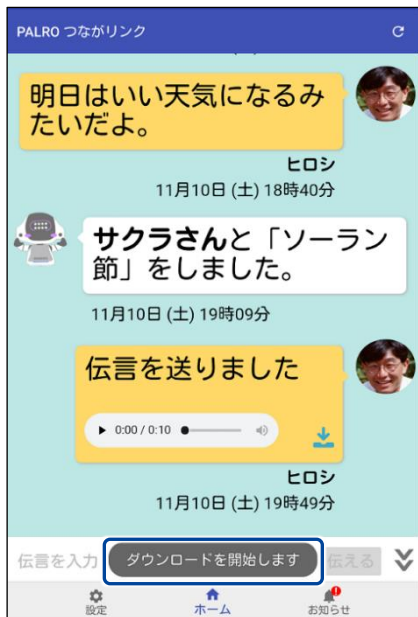 PALRO つながリンク
明日はいい天気になるみ
たいだよ。
ヒロシ
11月10日 (土) 18時40分
サクラさんと「ソーラン
節」をしました。
11月10日 (土) 19時09分
伝言を送りました
0:00 / 0:10
ヒロシ
11月10日 (土) 19時49分
伝言を入力 ダウンロードを開始します 伝える
設定 ホーム お知らせ